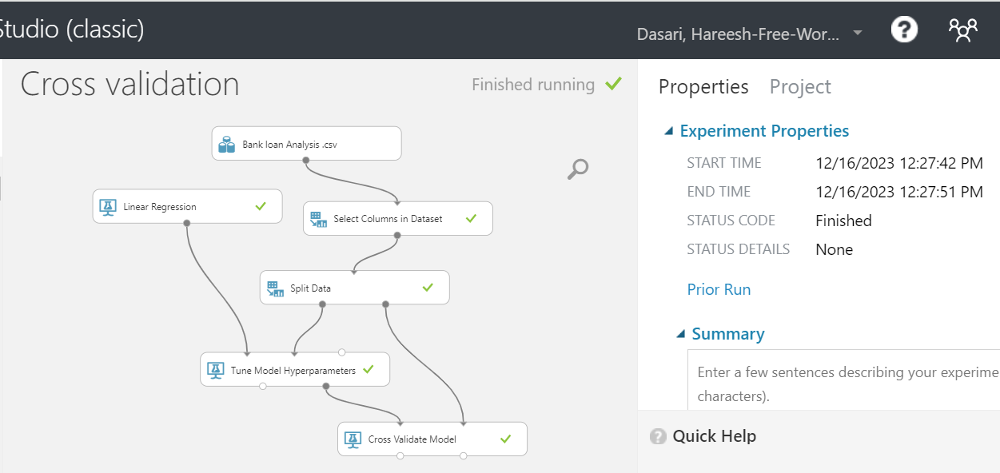 Studio (classic)
Dasari, Hareesh-Free-Wor...
?
Cross validation
Finished running
Bank loan Analysis .csv
Linear Regression
Select Columns in Dataset
Split Data
Tune Model Hyperparameters
Cross Validate Model
Properties Project
Experiment Properties
START TIME 12/16/2023 12:27:42 PM
END TIME 12/16/2023 12:27:51 PM
STATUS CODE Finished
STATUS DETAILS None
Prior Run
Summary
Enter a few sentences describing your experime
characters).
? Quick Help